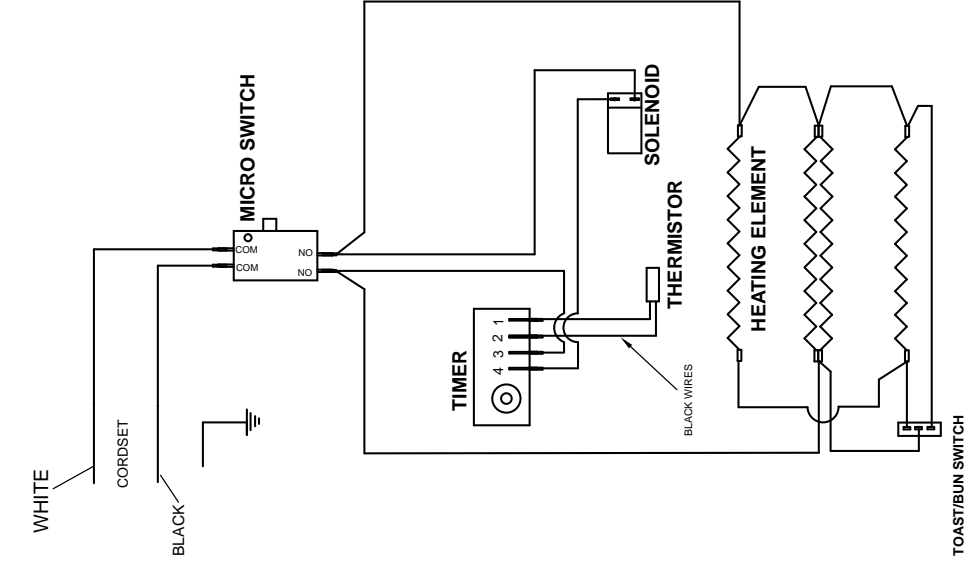 WHITE
CORDSET
BLACK
MICRO SWITCH
COM
COM
NO
NO
TIMER
4 3 2 1
SOLENOID
THERMISTOR
BLACK WIRES
HEATING ELEMENT
TOAST/BUN SWITCH